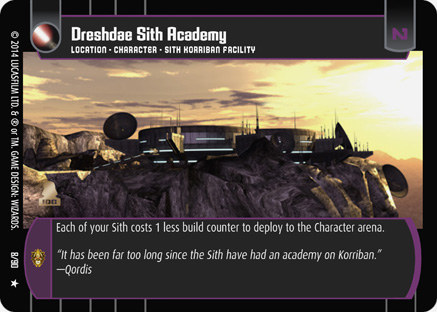 Dreshdae Sith Academy
LOCATION • CHARACTER • SITH KORRIBAN FACILITY
2
Each of your Sith costs 1 less build counter to deploy to the Character arena.
"It has been far too long since the Sith have had an academy on Korriban."
—Qordis
© 2014 LUCASFILM LTD. & ® or TM. GAME DESIGN: WIZARDS.
8/90